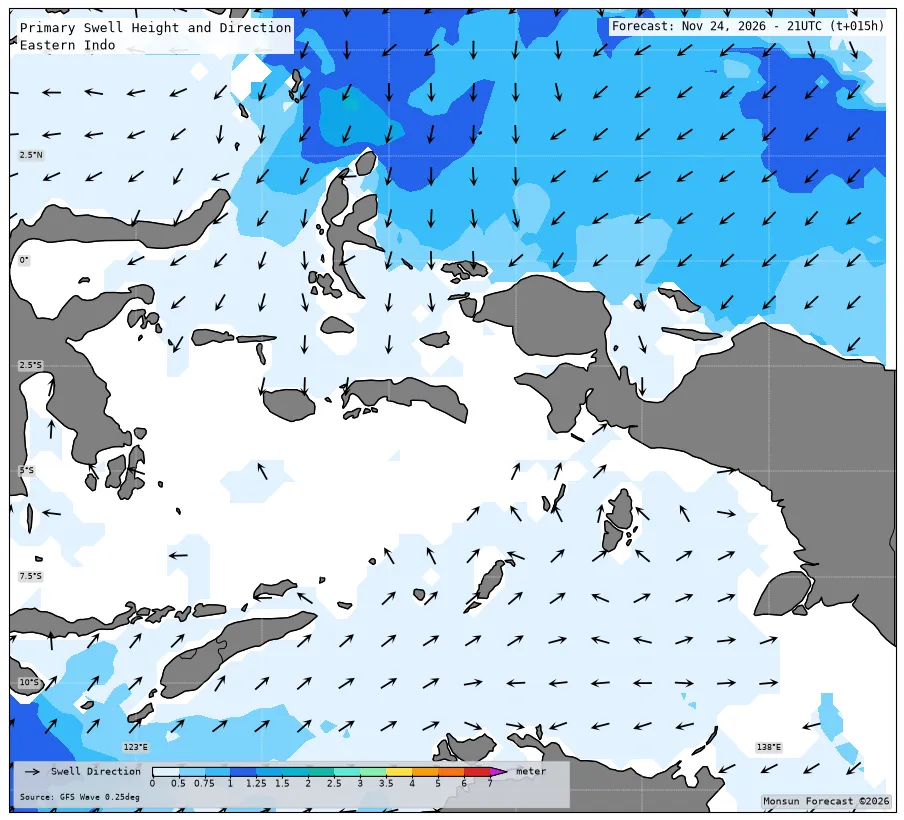 Primary Swell Height and Direction
Eastern Indo
Forecast: Nov 24, 2026 - 21UTC (t+015h)
2.5°N
0°
2.5°S
5°S
7.5°S
10°S
123°E
138°E
Swell Direction
0 0.5 0.75 1 1.25 1.5 2 2.5 3 3.5 4 5 6 7
meter
Source: GFS Wave 0.25deg
Monsun Forecast ©2026